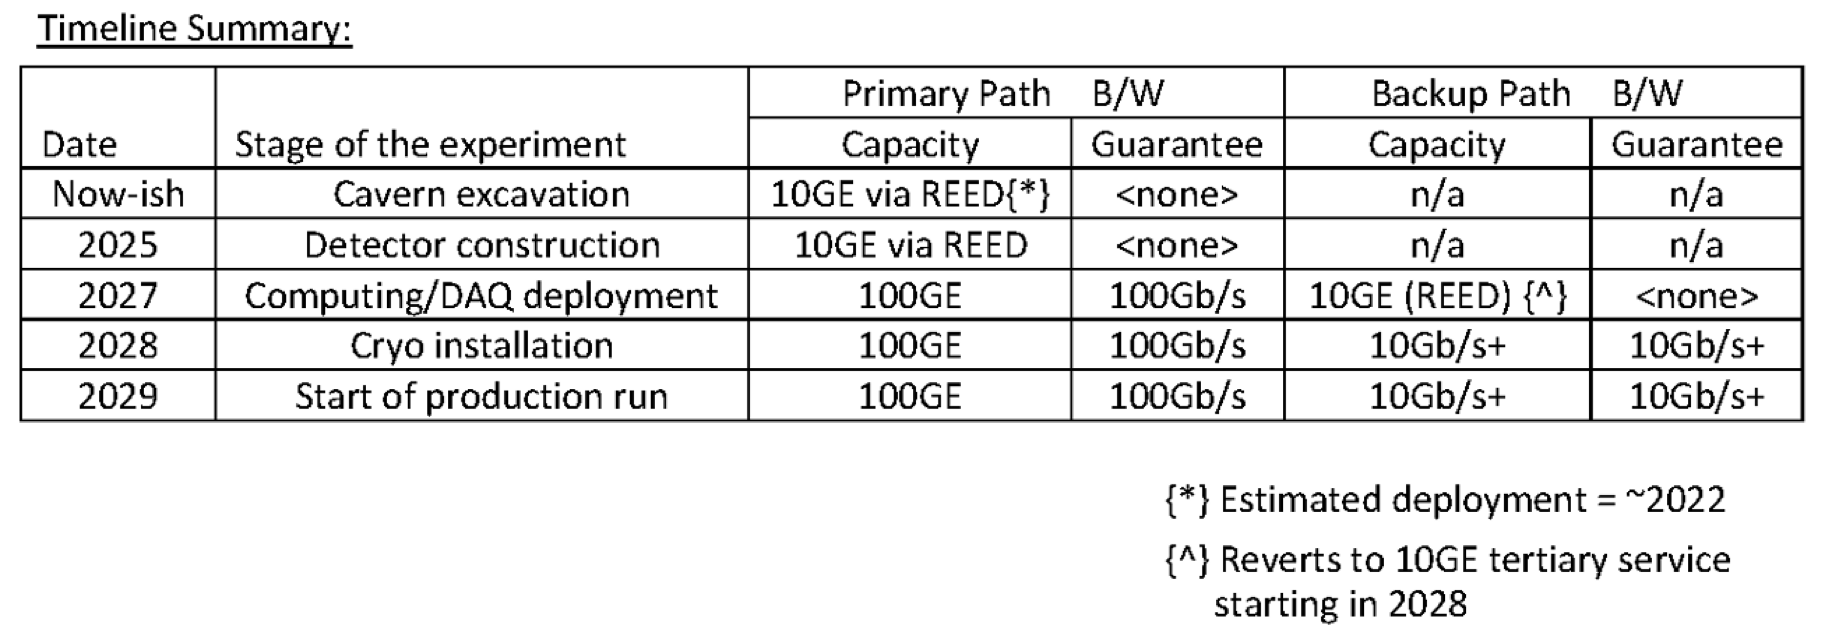 Timeline Summary:
Primary Path B/W Backup Path B/W
Date Stage of the experiment Capacity Guarantee Capacity Guarantee
Now-ish Cavern excavation 10GE via REED{*} <none> n/a n/a
2025 Detector construction 10GE via REED <none> n/a n/a
2027 Computing/DAQ deployment 100GE 100Gb/s 10GE (REED) {^} <none>
2028 Cryo installation 100GE 100Gb/s 10Gb/s+ 10Gb/s+
2029 Start of production run 100GE 100Gb/s 10Gb/s+ 10Gb/s+
{*} Estimated deployment = ~2022
{^} Reverts to 10GE tertiary service
starting in 2028